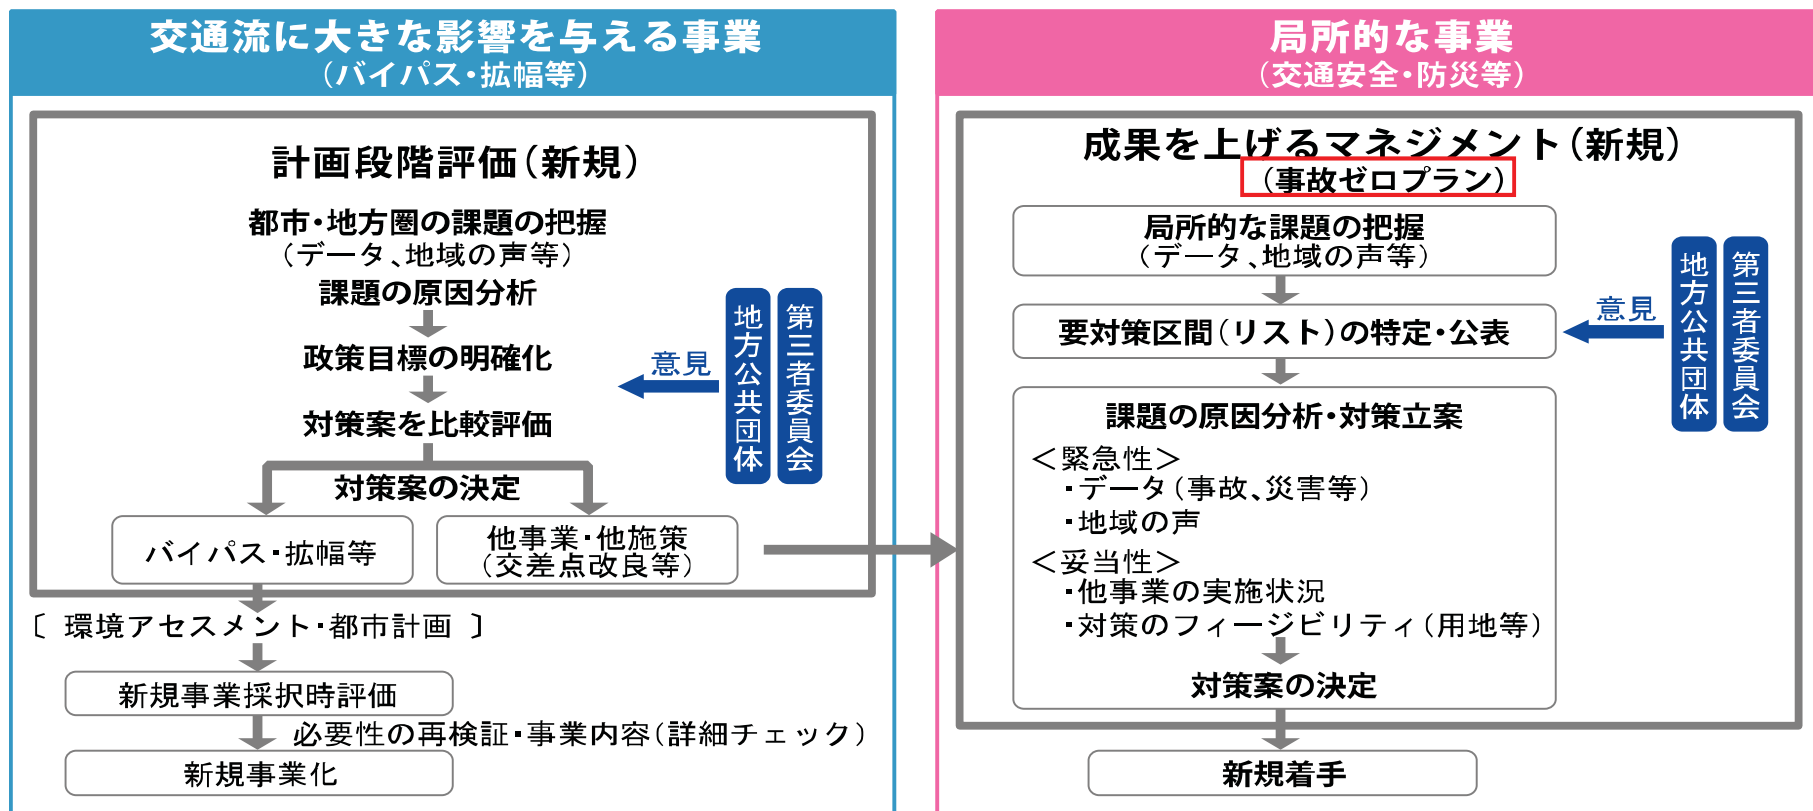 交通流に大きな影響を与える事業
（バイパス・拡幅等）
計画段階評価（新規）
都市・地方圏の課題の把握
（データ、地域の声等）
課題の原因分析
政策目標の明確化
対策案を比較評価
対策案の決定
バイパス・拡幅等
他事業・他施策
（交差点改良等）
意見
地方公共団体
第三者委員会
〔 環境アセスメント・都市計画 〕
新規事業採択時評価
必要性の再検証・事業内容（詳細チェック）
新規事業化
局所的な事業
（交通安全・防災等）
成果を上げるマネジメント（新規）
（事故ゼロプラン）
局所的な課題の把握
（データ、地域の声等）
要対策区間（リスト）の特定・公表
意見
地方公共団体
第三者委員会
課題の原因分析・対策立案
＜緊急性＞
・データ（事故、災害等）
・地域の声
＜妥当性＞
・他事業の実施状況
・対策のフィージビリティ（用地等）
対策案の決定
新規着手